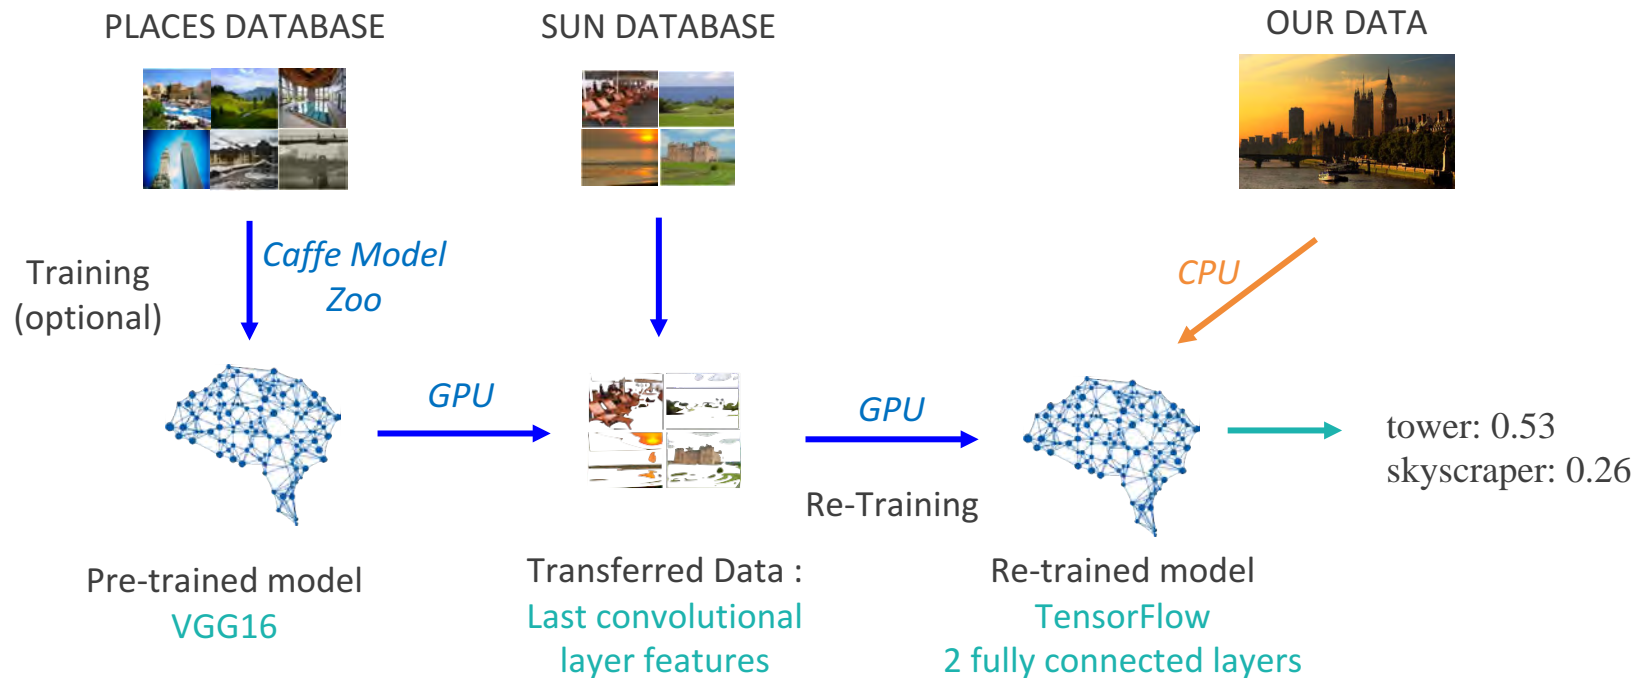 PLACES DATABASE
SUN DATABASE
OUR DATA
Training
(optional)
Caffe Model
Zoo
CPU
GPU
GPU
Re-Training
tower: 0.53
skyscraper: 0.26
Pre-trained model
VGG16
Transferred Data :
Last convolutional
layer features
Re-trained model
TensorFlow
2 fully connected layers